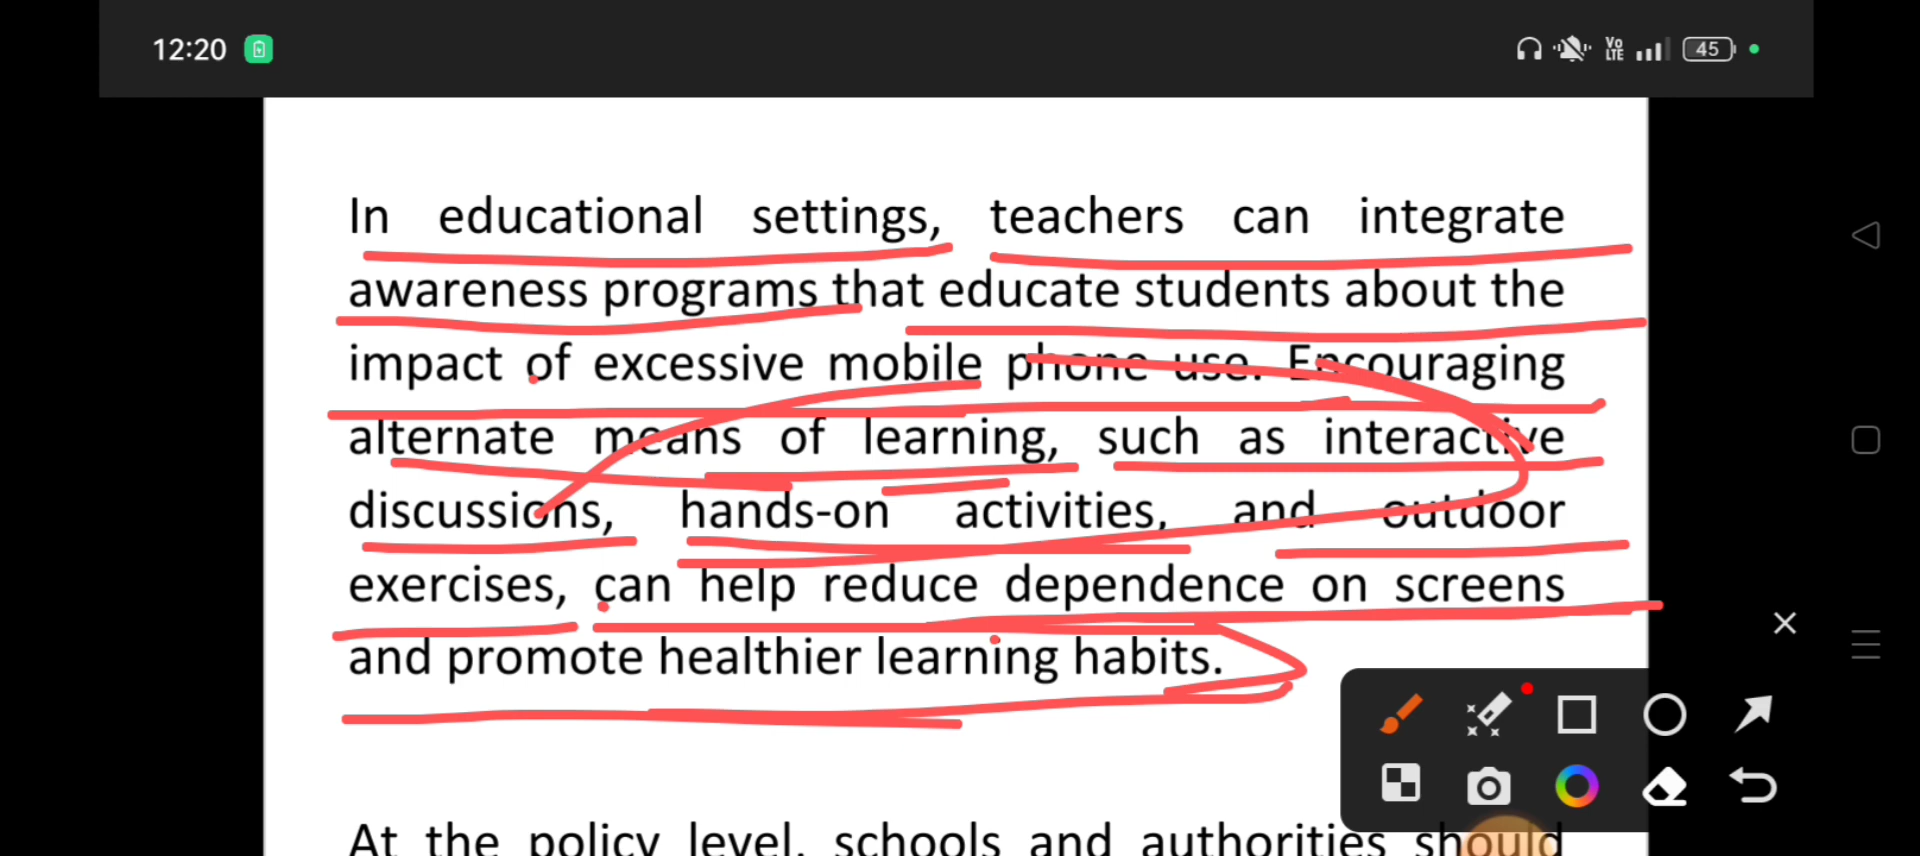 12:20
Vo
LTE
45
In educational settings, teachers can integrate
awareness programs that educate students about the
impact of excessive mobile phone use. Encouraging
alternate means of learning, such as interactive
discussions, hands-on activities, and outdoor
exercises, can help reduce dependence on screens
and promote healthier learning habits.
At the policy level, schools and authorities should